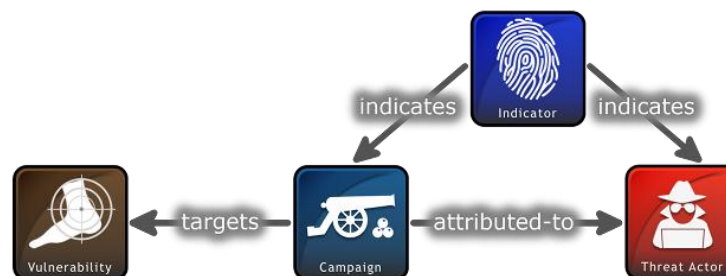 Indicator
indicates
indicates
targets
attributed-to
Vulnerability
Campaign
Threat Actor